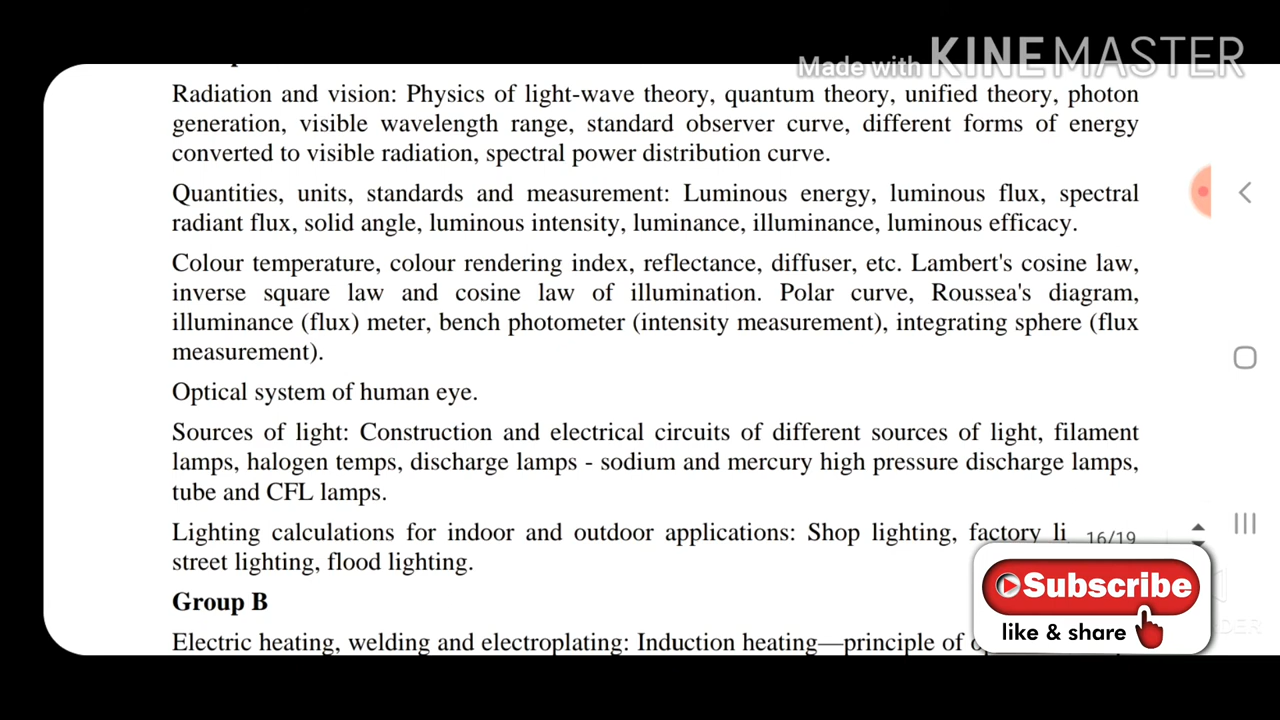 Made with KINEMASTER
Radiation and vision: Physics of light-wave theory, quantum theory, unified theory, photon
generation, visible wavelength range, standard observer curve, different forms of energy
converted to visible radiation, spectral power distribution curve.
Quantities, units, standards and measurement: Luminous energy, luminous flux, spectral
radiant flux, solid angle, luminous intensity, luminance, illuminance, luminous efficacy.
Colour temperature, colour rendering index, reflectance, diffuser, etc. Lambert's cosine law,
inverse square law and cosine law of illumination. Polar curve, Roussea's diagram,
illuminance (flux) meter, bench photometer (intensity measurement), integrating sphere (flux
measurement).
Optical system of human eye.
Sources of light: Construction and electrical circuits of different sources of light, filament
lamps, halogen temps, discharge lamps - sodium and mercury high pressure discharge lamps,
tube and CFL lamps.
Lighting calculations for indoor and outdoor applications: Shop lighting, factory li
16/19
street lighting, flood lighting.
Subscribe
like & share
Group B
Electric heating, welding and electroplating: Induction heating—principle of